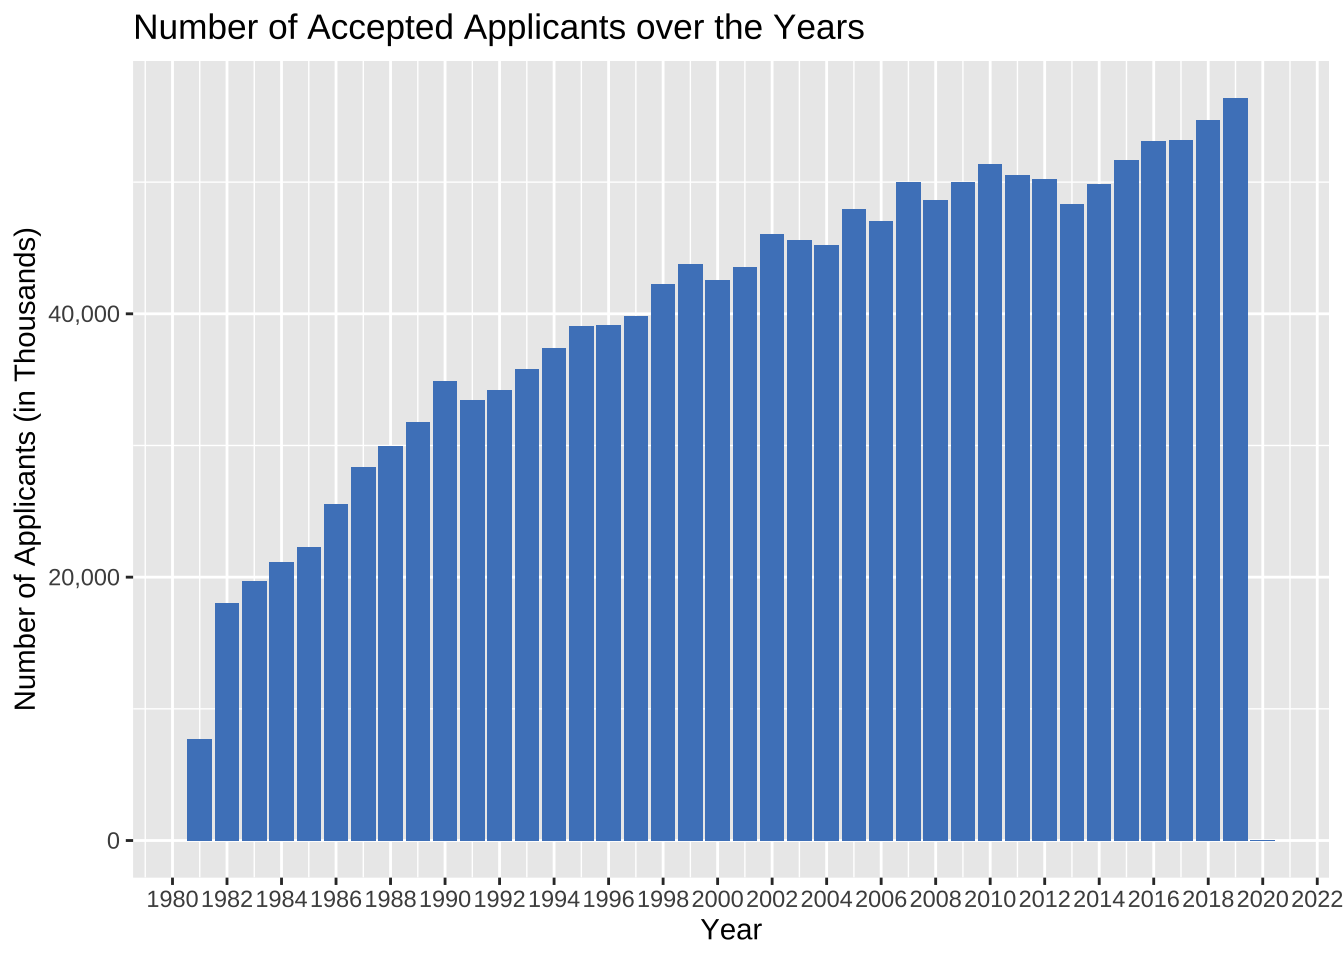 Number of Accepted Applicants over the Years
Number of Applicants (in Thousands)
40,000
20,000
0
1980 1982 1984 1986 1988 1990 1992 1994 1996 1998 2000 2002 2004 2006 2008 2010 2012 2014 2016 2018 2020 2022
Year